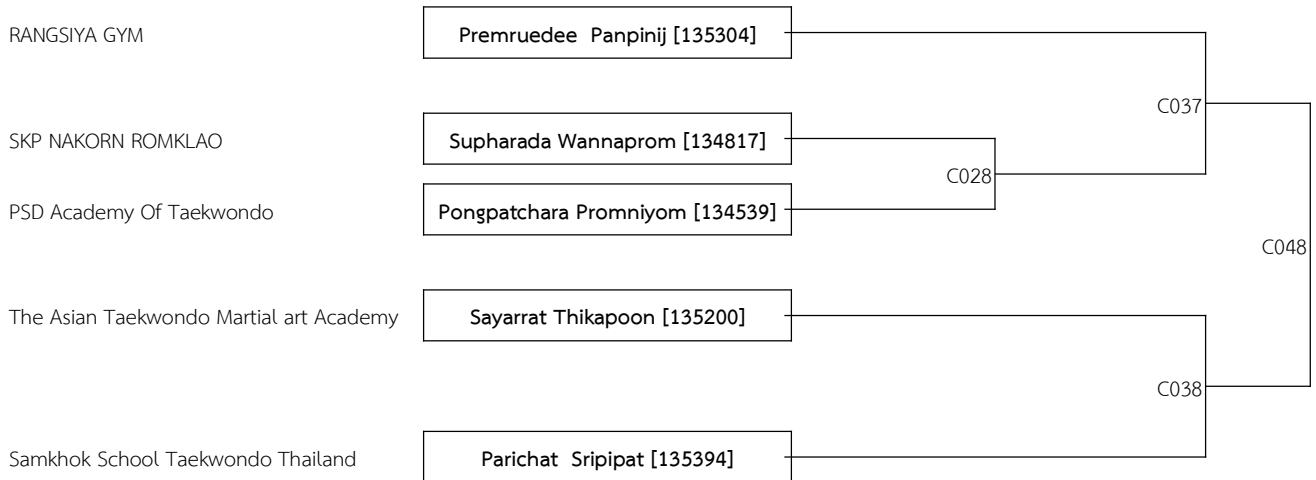 RANGSIYA GYM Premruedee Panpinij [135304]
C037
SKP NAKORN ROMKLAO Supharada Wannaprom [134817]
C028
PSD Academy Of Taekwondo Pongpatchara Promniyom [134539]
C048
The Asian Taekwondo Martial art Academy Sayarrat Thikapoon [135200]
C038
Samkhok School Taekwondo Thailand Parichat Sripipat [135394]